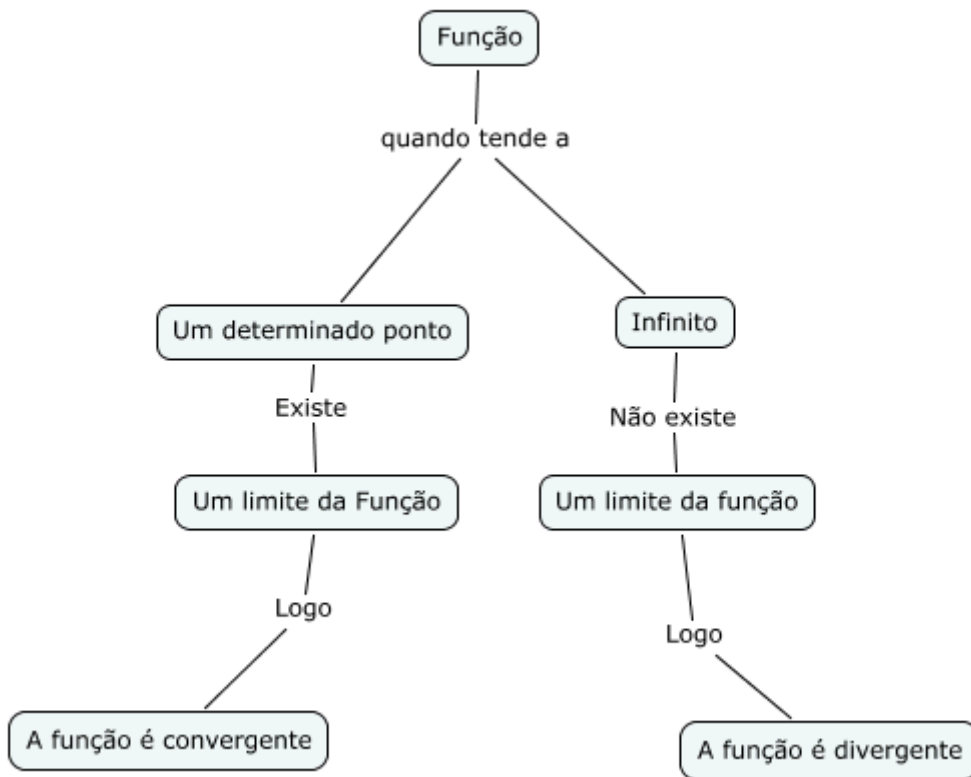 Função
quando tende a
Um determinado ponto
Infinito
Existe
Não existe
Um limite da Função
Um limite da função
Logo
Logo
A função é convergente
A função é divergente